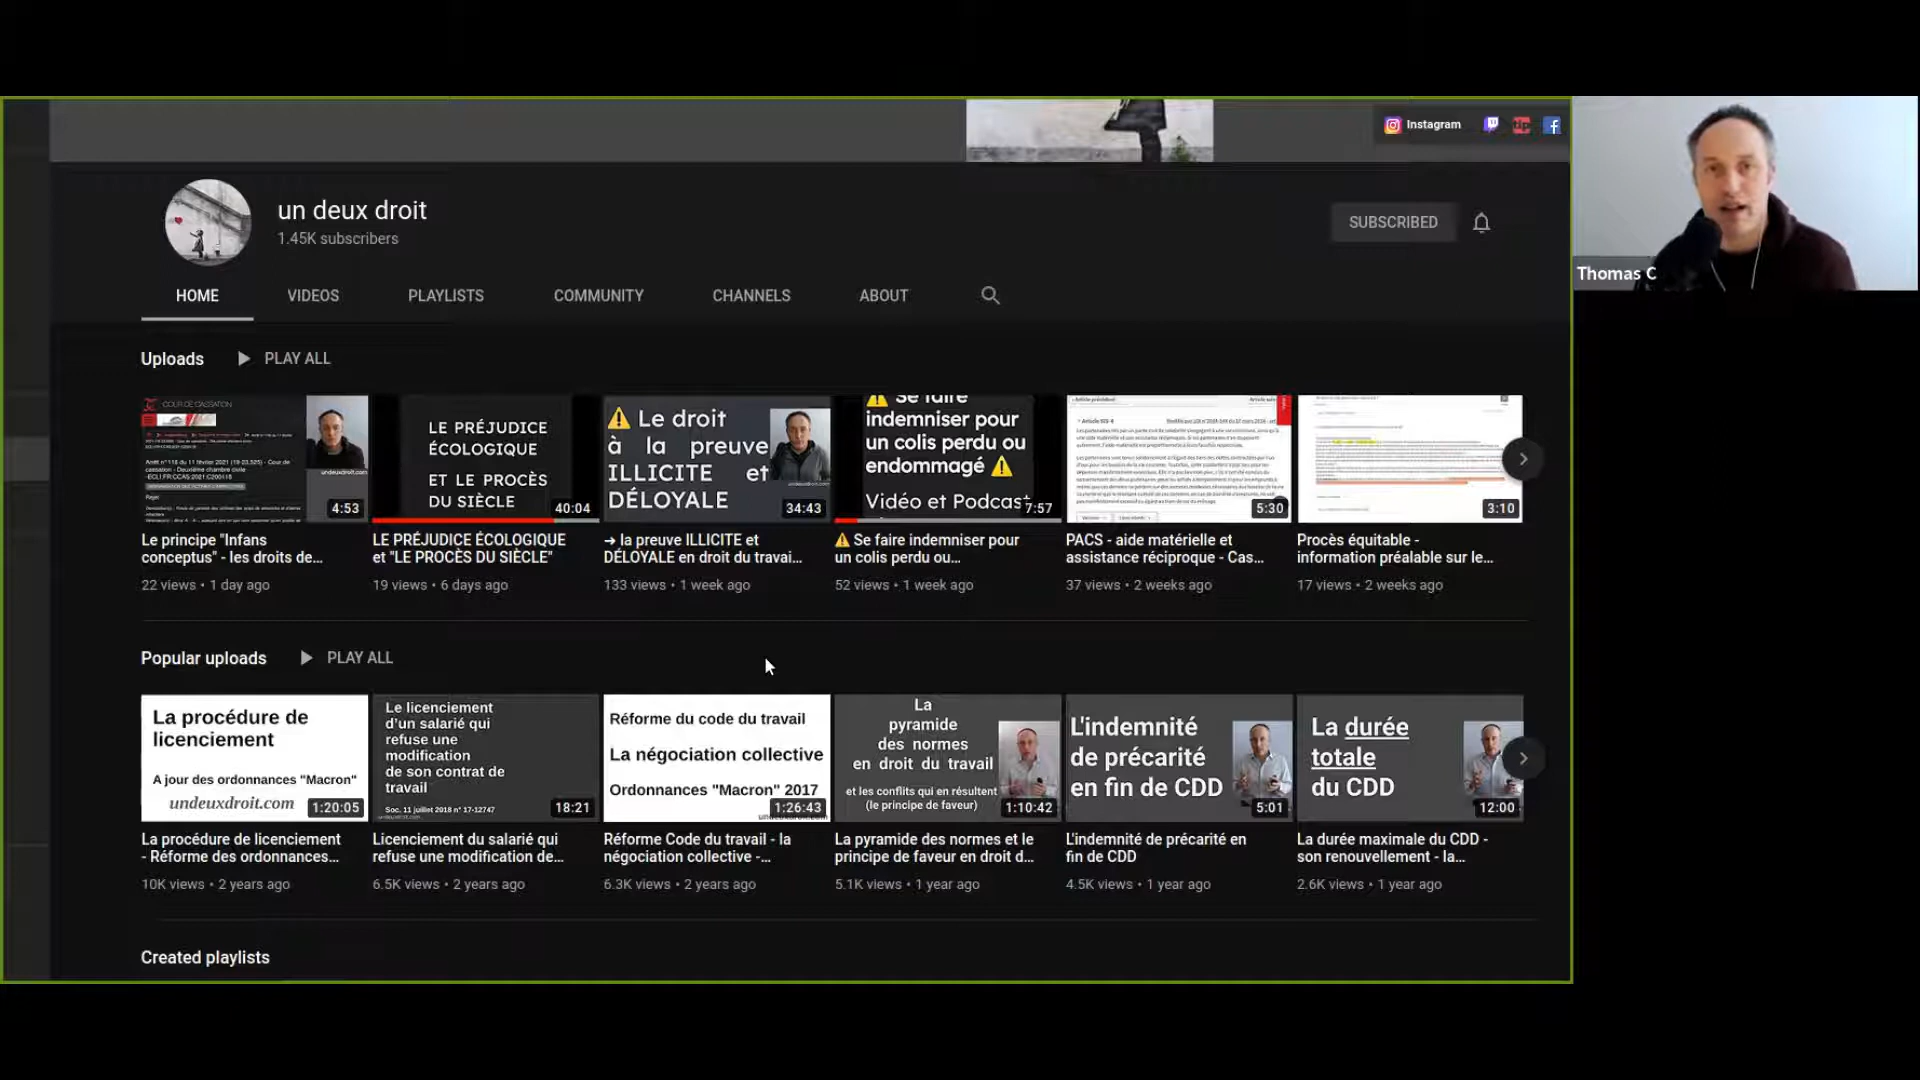 Instagram
Thomas C
un deux droit
1.45K subscribers
SUBSCRIBED
HOME
VIDEOS
PLAYLISTS
COMMUNITY
CHANNELS
ABOUT
Uploads
PLAY ALL
COUR DE CASSATION
undeuxdroit.com
4:53
Le principe "Infans
conceptus" - les droits de...
22 views • 1 day ago
LE PRÉJUDICE
ÉCOLOGIQUE
ET LE PROCÈS
DU SIÈCLE
40:04
LE PRÉJUDICE ÉCOLOGIQUE
et "LE PROCÈS DU SIÈCLE"
19 views • 6 days ago
⚠ Le droit
à la preuve
ILLICITE et
DÉLOYALE
34:43
➜ la preuve ILLICITE et
DÉLOYALE en droit du travai...
133 views • 1 week ago
⚠ Se faire
indemniser pour
un colis perdu ou
endommagé ⚠
Vidéo et Podcast
7:57
⚠ Se faire indemniser pour
un colis perdu ou...
52 views • 1 week ago
5:30
PACS - aide matérielle et
assistance réciproque - Cas...
37 views • 2 weeks ago
3:10
Procès équitable -
information préalable sur le...
17 views • 2 weeks ago
Popular uploads
PLAY ALL
La procédure de
licenciement
A jour des ordonnances "Macron"
undeuxdroit.com
1:20:05
La procédure de licenciement
- Réforme des ordonnances...
10K views • 2 years ago
Le licenciement
d'un salarié qui
refuse une
modification
de son contrat de
travail
Soc. 11 juillet 2018 n° 17-12747
18:21
Licenciement du salarié qui
refuse une modification de...
6.5K views • 2 years ago
Réforme du code du travail
La négociation collective
Ordonnances "Macron" 2017
1:26:43
Réforme Code du travail - la
négociation collective -...
6.3K views • 2 years ago
La
pyramide
des normes
en droit du travail
et les conflits qui en résultent
(le principe de faveur)
1:10:42
La pyramide des normes et le
principe de faveur en droit d...
5.1K views • 1 year ago
L'indemnité
de précarité
en fin de CDD
5:01
L'indemnité de précarité en
fin de CDD
4.5K views • 1 year ago
La durée
totale
du CDD
12:00
La durée maximale du CDD -
son renouvellement - la...
2.6K views • 1 year ago
Created playlists